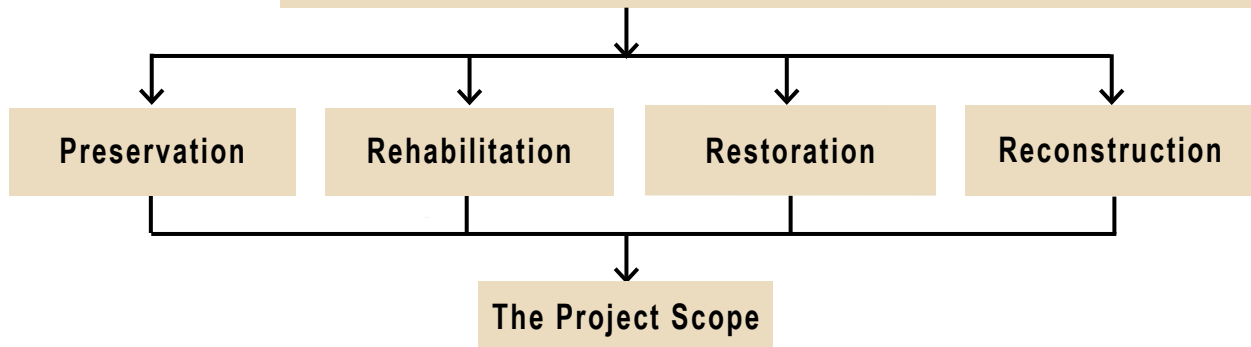 Preservation
Rehabilitation
Restoration
Reconstruction
The Project Scope